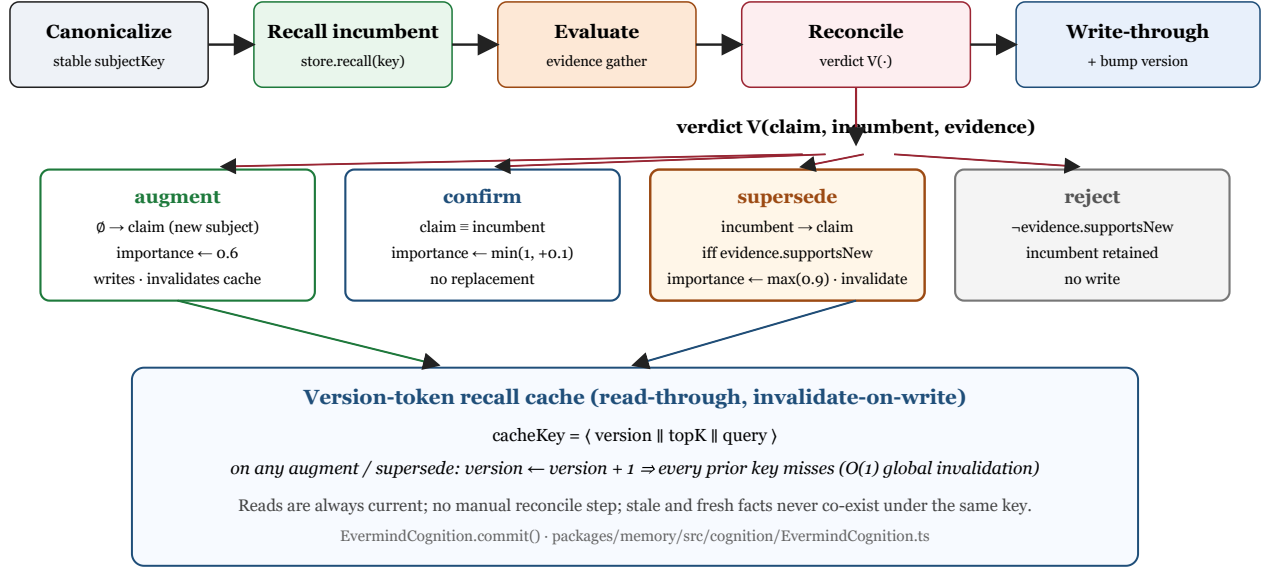 Canonicalize
stable subjectKey
Recall incumbent
store.recall(key)
Evaluate
evidence gather
Reconcile
verdict V(·)
Write-through
+ bump version
verdict V(claim, incumbent, evidence)
augment
∅ → claim (new subject)
importance ← 0.6
writes · invalidates cache
confirm
claim ≡ incumbent
importance ← min(1, +0.1)
no replacement
supersede
incumbent → claim
iff evidence.supportsNew
importance ← max(0.9) · invalidate
reject
¬evidence.supportsNew
incumbent retained
no write
Version-token recall cache (read-through, invalidate-on-write)
cacheKey = ⟨ version ‖ topK ‖ query ⟩
on any augment / supersede: version ← version + 1 ⇒ every prior key misses (O(1) global invalidation)
Reads are always current; no manual reconcile step; stale and fresh facts never co-exist under the same key.
EvermindCognition.commit() · packages/memory/src/cognition/EvermindCognition.ts